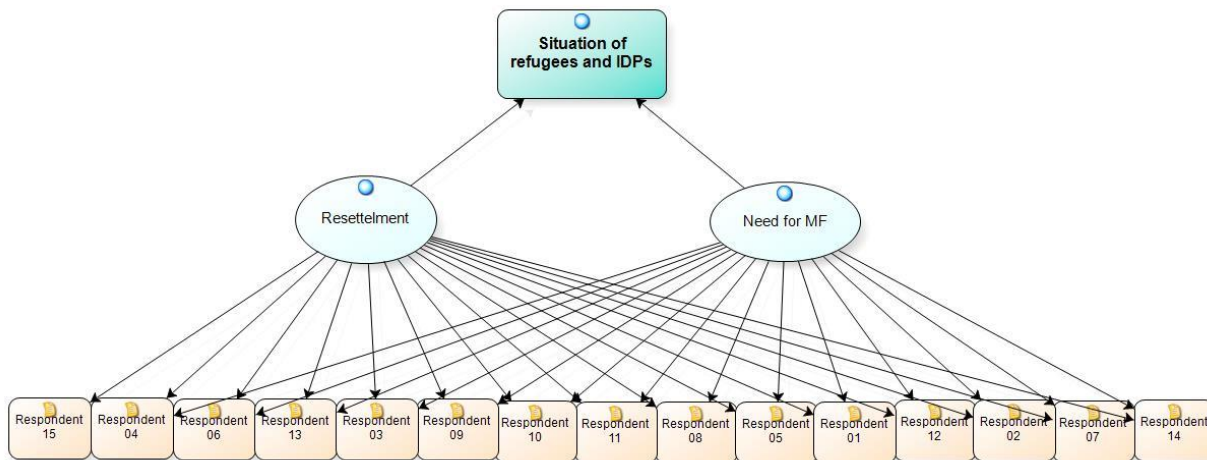 Situation of
refugees and IDPs
Resettelment
Need for MF
Respondent
15
Respondent
04
Respondent
06
Respondent
13
Respondent
03
Respondent
09
Respondent
10
Respondent
11
Respondent
08
Respondent
05
Respondent
01
Respondent
12
Respondent
02
Respondent
07
Respondent
14